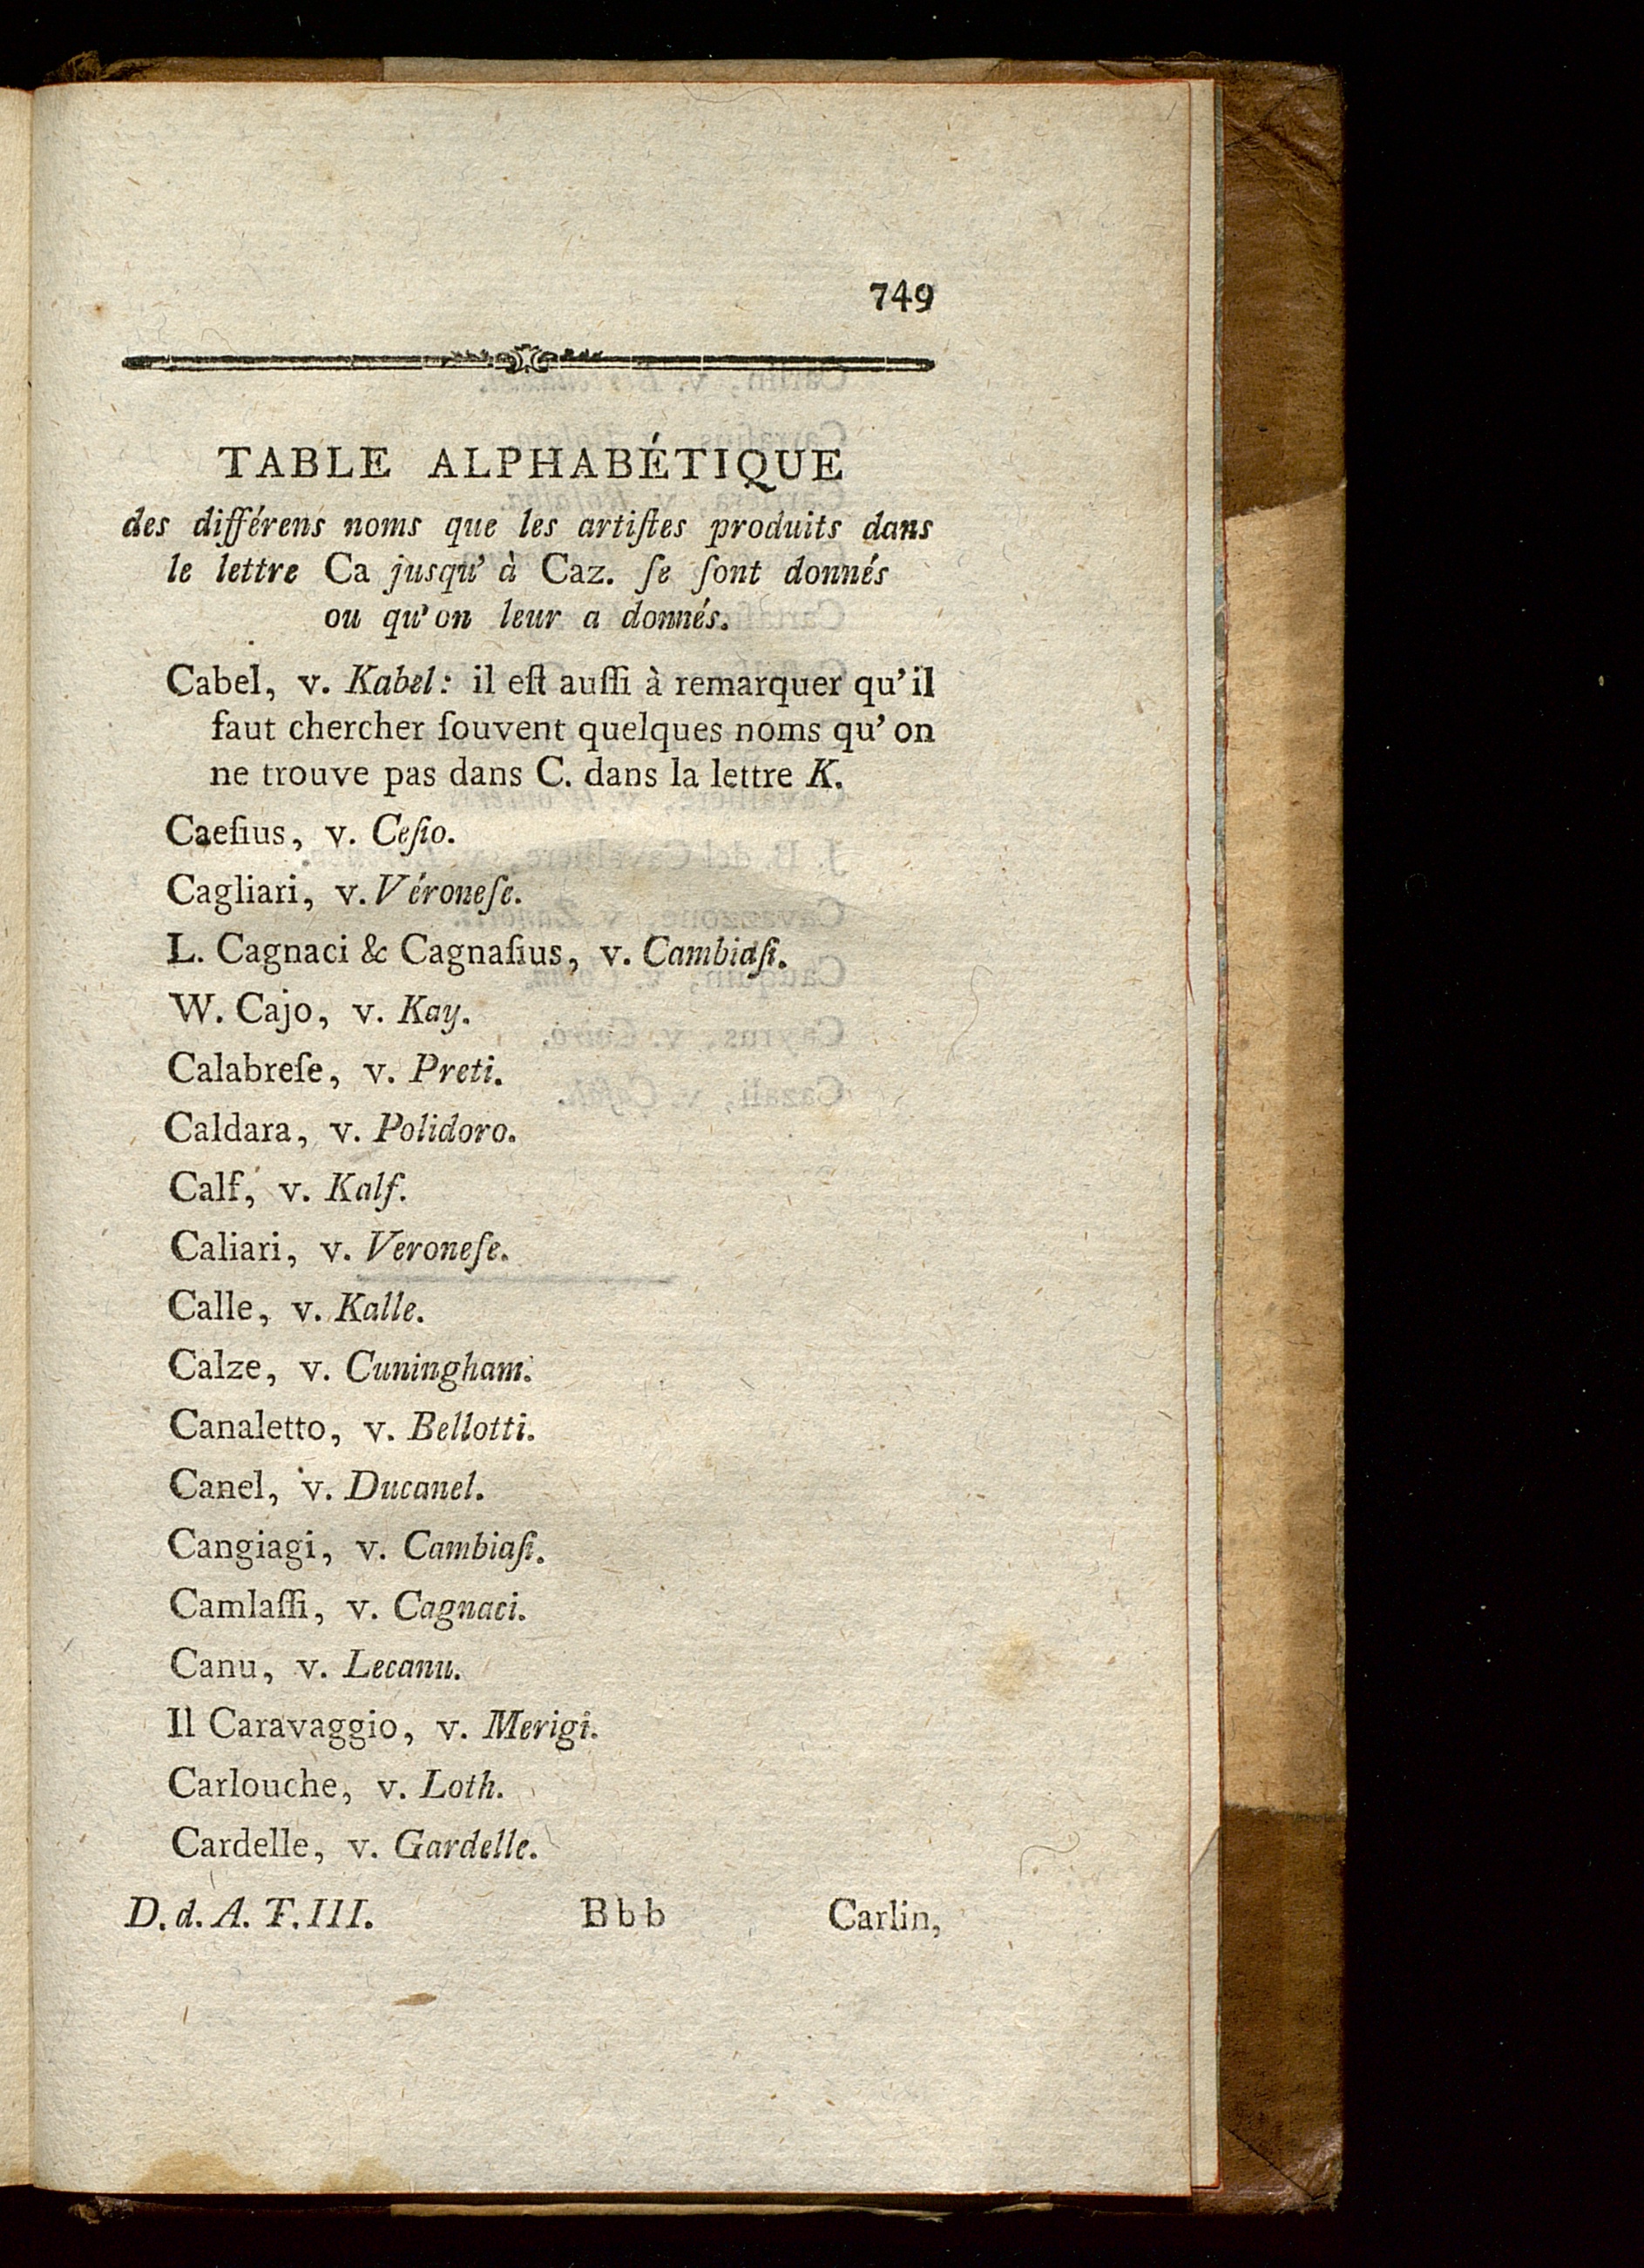 749
TABLE ALPHABÉTIQUE
des différens noms que les artiſtes produits dans
le lettre Ca jusqu' à Caz. ſe ſont donnés
ou qu' on leur a donnés.
Cabel, v. Kabel: il eſt auſſi à remarquer qu' il
faut chercher ſouvent quelques noms qu' on
ne trouve pas dans C. dans la lettre K.
Caeſius, v. Ceſio.
Cagliari, v. Véroneſe.
L. Cagnaci & Cagnaſius, v. Cambiaſi.
W. Cajo, v. Kay.
Calabreſe, v. Preti.
Caldara, v. Polidoro.
Calf, v. Kalf.
Caliari, v. Veroneſe.
Calle, v. Kalle.
Calze, v. Cuningham.
Canaletto, v. Bellotti.
Canel, v. Ducanel.
Cangiagi, v. Cambiaſi.
Camlaſſi, v. Cagnaci.
Canu, v. Lecanu.
Il Caravaggio, v. Merigi.
Carlouche, v. Loth.
Cardelle, v. Gardelle.
D. d. A. T. III. Bbb Carlin,